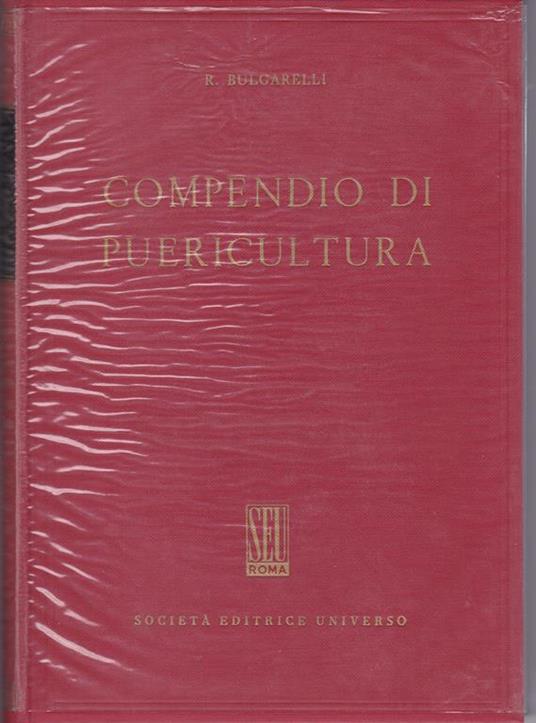 R. BULGARELLI
COMPENDIO DI
PUERICULTURA
SEU
ROMA
SOCIETÀ EDITRICE UNIVERSO